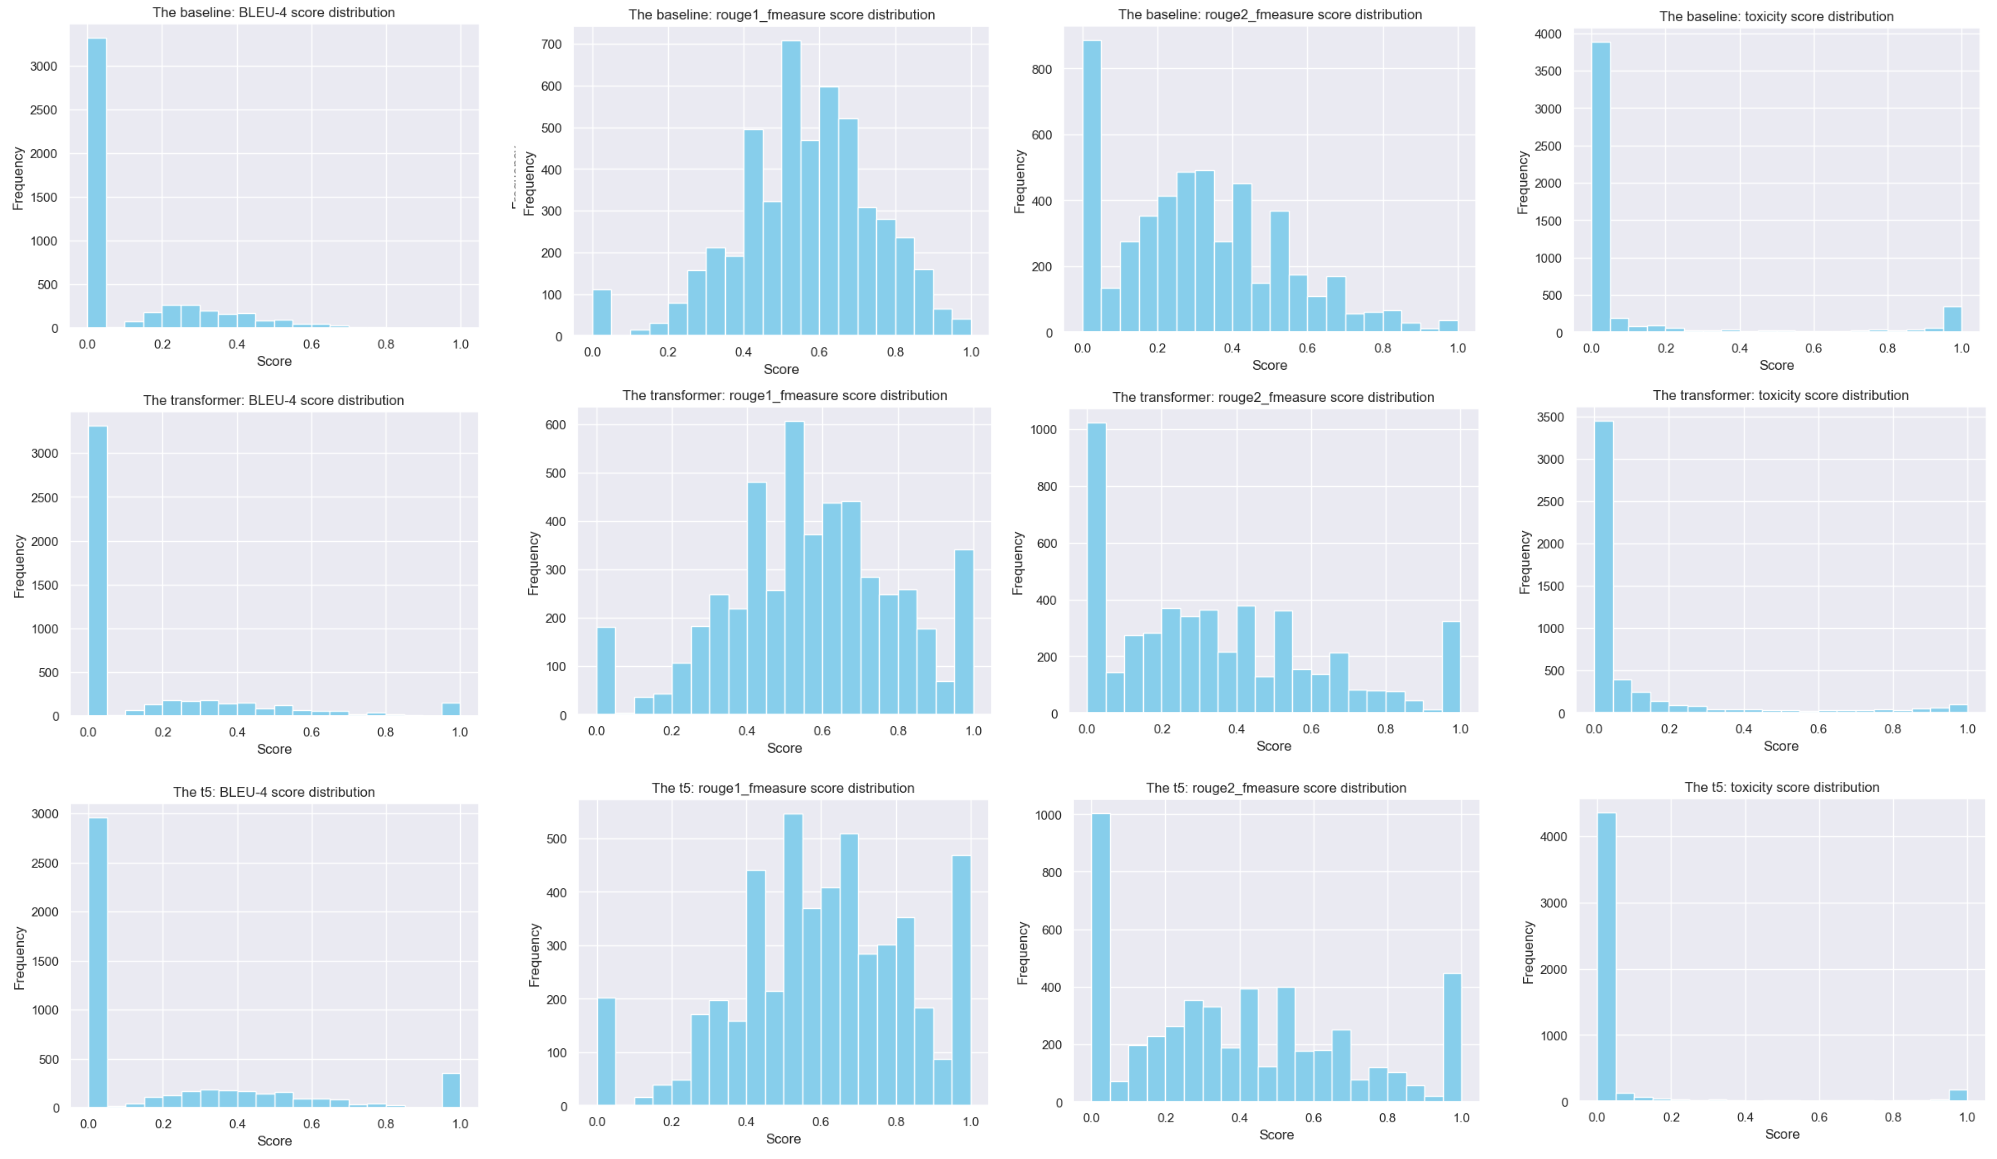 The baseline: BLEU-4 score distribution
3000
2500
2000
1500
1000
500
0
Frequency
0.0 0.2 0.4 0.6 0.8 1.0
Score
The baseline: rouge1_fmeasure score distribution
700
600
500
400
300
200
100
0
Frequency
0.0 0.2 0.4 0.6 0.8 1.0
Score
The baseline: rouge2_fmeasure score distribution
800
600
400
200
0
Frequency
0.0 0.2 0.4 0.6 0.8 1.0
Score
The baseline: toxicity score distribution
4000
3500
3000
2500
2000
1500
1000
500
0
Frequency
0.0 0.2 0.4 0.6 0.8 1.0
Score
The transformer: BLEU-4 score distribution
3000
2500
2000
1500
1000
500
0
Frequency
0.0 0.2 0.4 0.6 0.8 1.0
Score
The transformer: rouge1_fmeasure score distribution
600
500
400
300
200
100
0
Frequency
0.0 0.2 0.4 0.6 0.8 1.0
Score
The transformer: rouge2_fmeasure score distribution
1000
800
600
400
200
0
Frequency
0.0 0.2 0.4 0.6 0.8 1.0
Score
The transformer: toxicity score distribution
3500
3000
2500
2000
1500
1000
500
0
Frequency
0.0 0.2 0.4 0.6 0.8 1.0
Score
The t5: BLEU-4 score distribution
3000
2500
2000
1500
1000
500
0
Frequency
0.0 0.2 0.4 0.6 0.8 1.0
Score
The t5: rouge1_fmeasure score distribution
500
400
300
200
100
0
Frequency
0.0 0.2 0.4 0.6 0.8 1.0
Score
The t5: rouge2_fmeasure score distribution
1000
800
600
400
200
0
Frequency
0.0 0.2 0.4 0.6 0.8 1.0
Score
The t5: toxicity score distribution
4000
3000
2000
1000
0
Frequency
0.0 0.2 0.4 0.6 0.8 1.0
Score